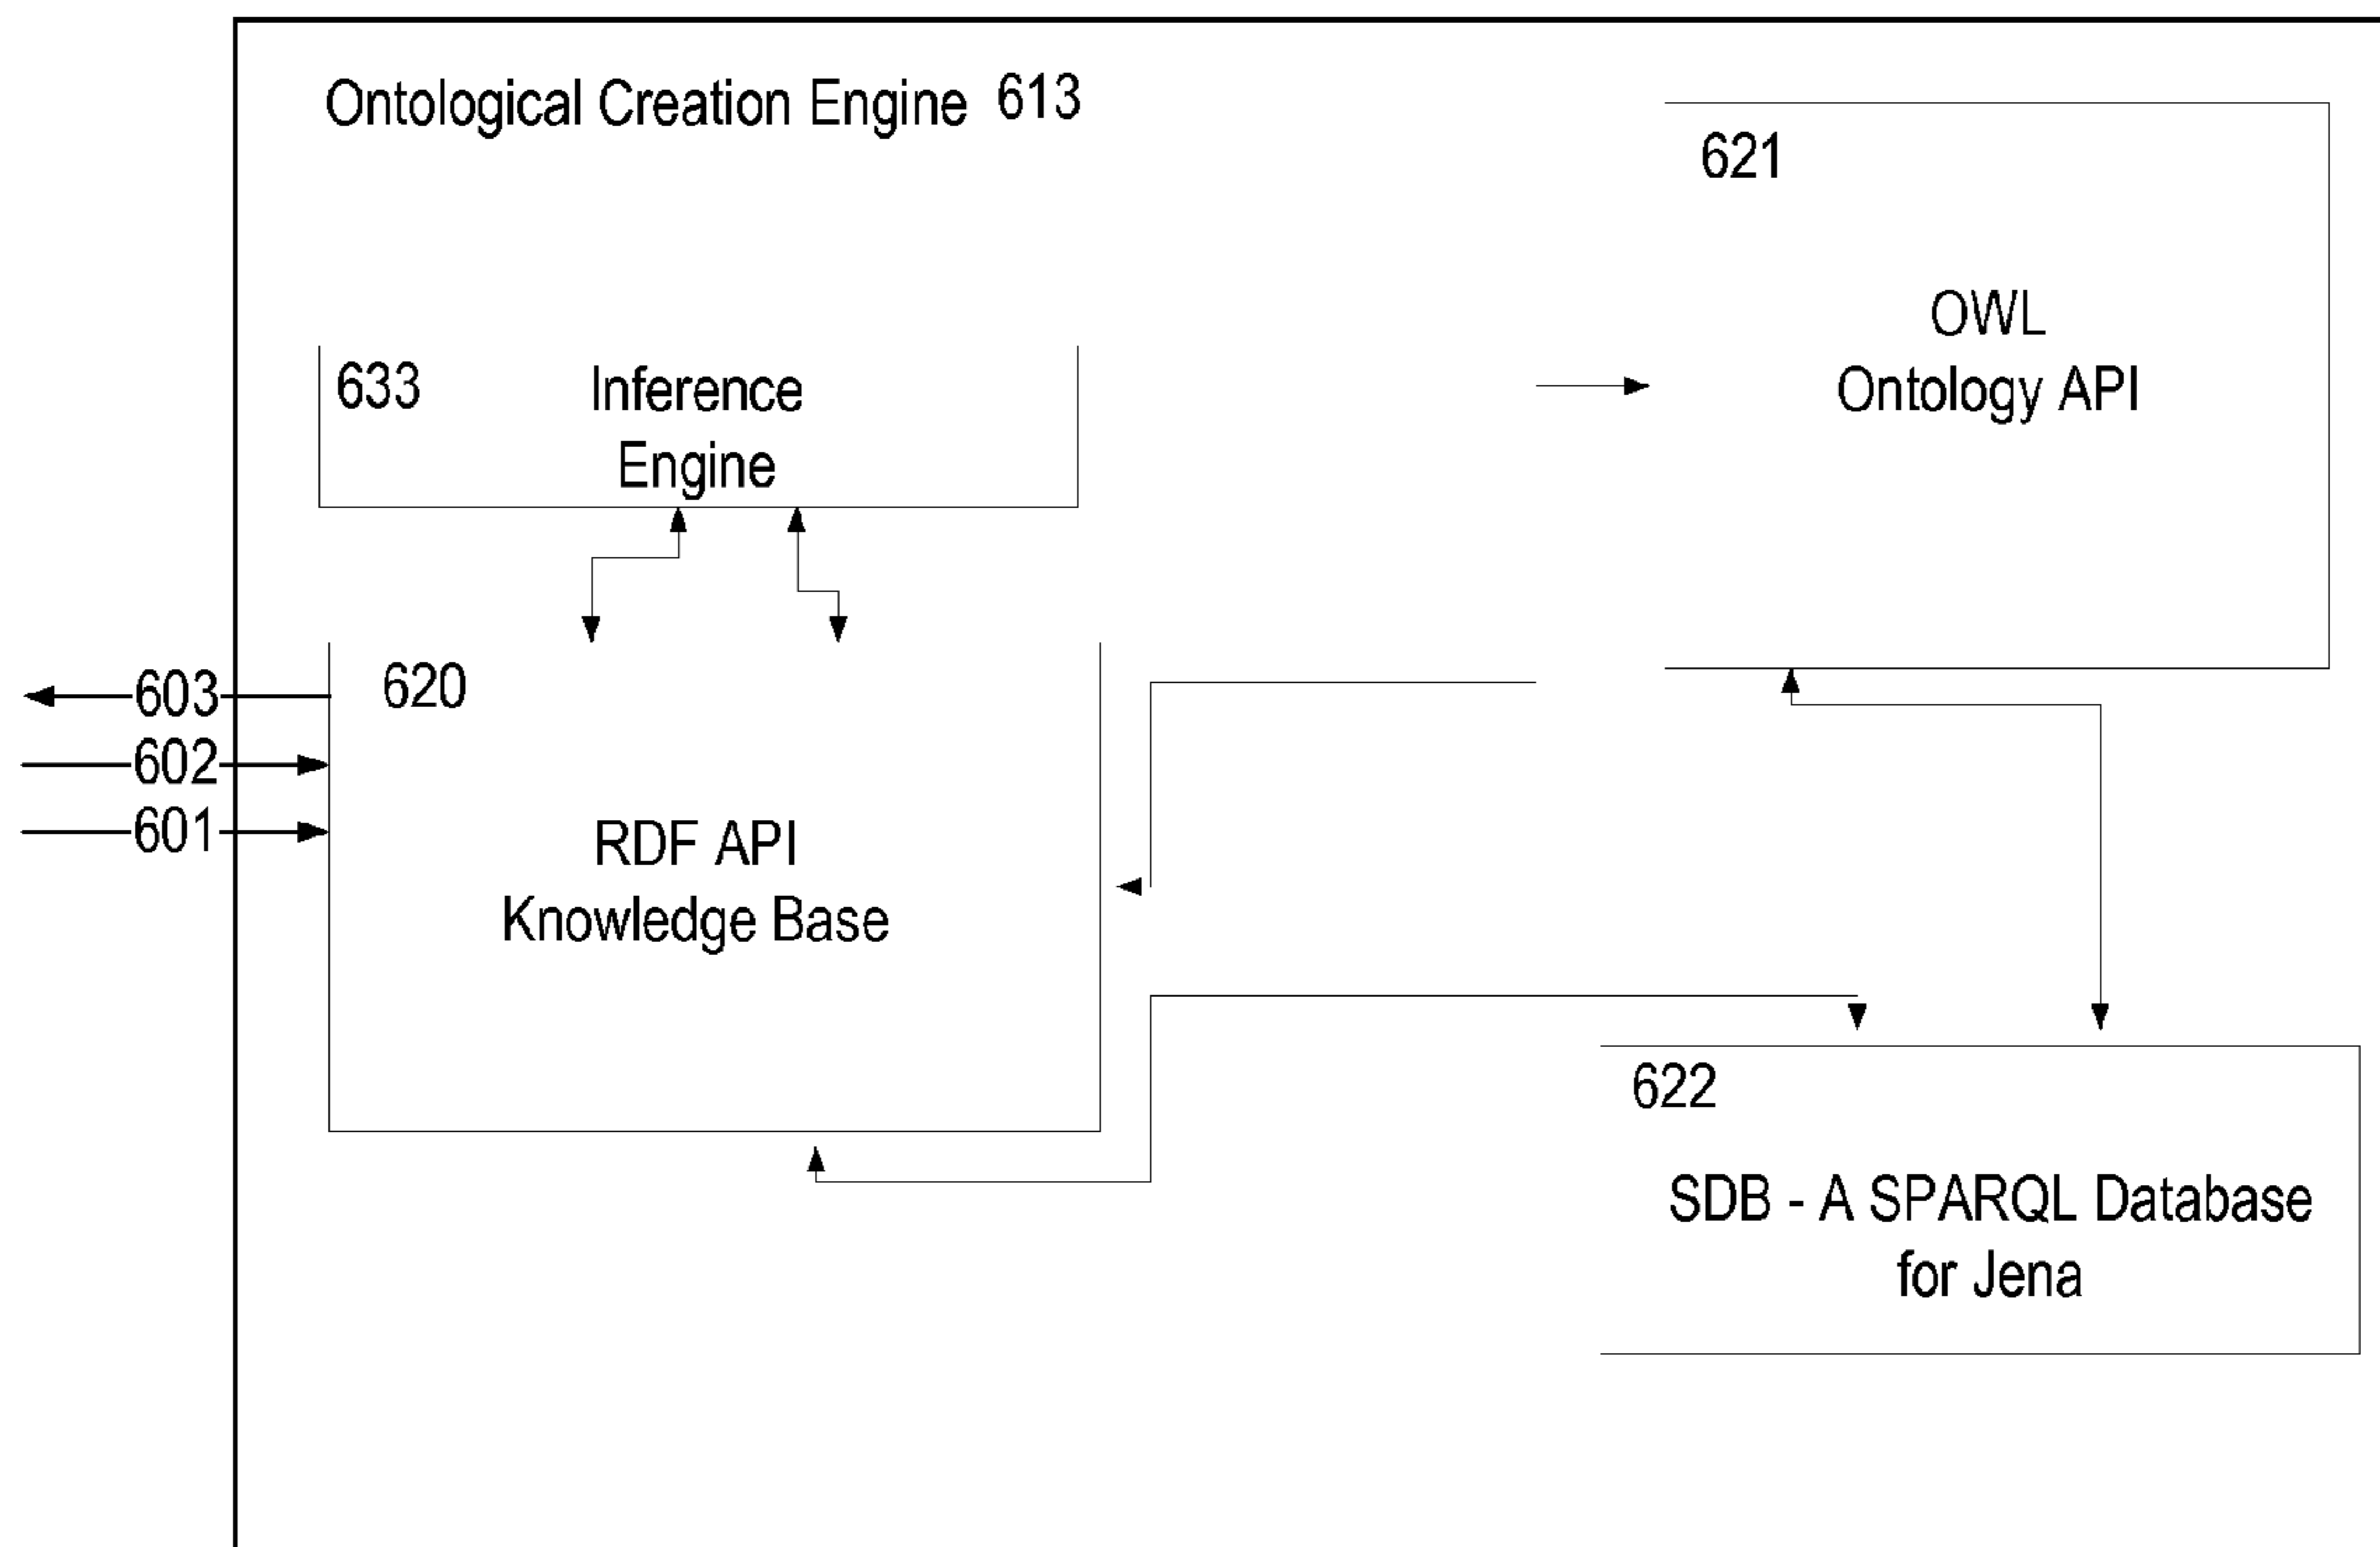 Ontological Creation Engine 613
621
OWL
Ontology API
633
Inference
Engine
603
602
601
620
RDF API
Knowledge Base
622
SDB - A SPARQL Database
for Jena